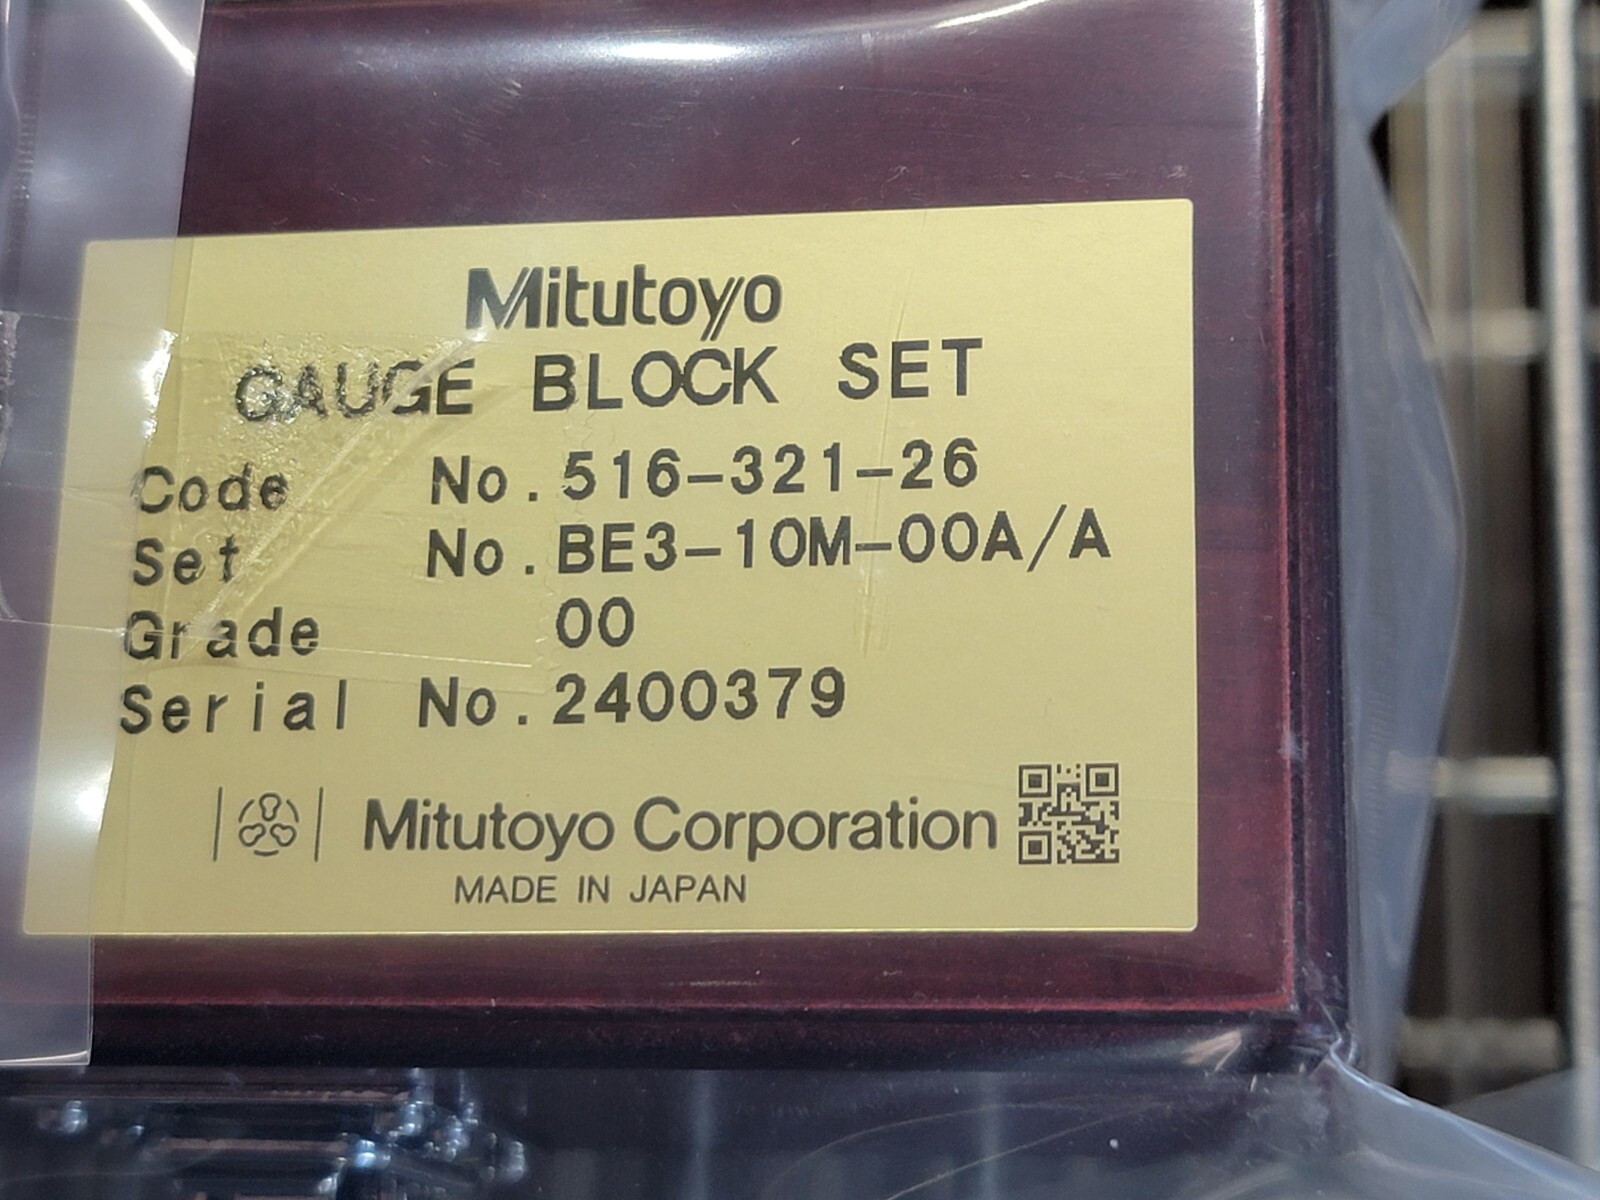 Mitutoyo
GAUGE BLOCK SET
Code No.516-321-26
Set No.BE3-10M-00A/A
Grade 00
Serial No.2400379
Mitutoyo Corporation
MADE IN JAPAN